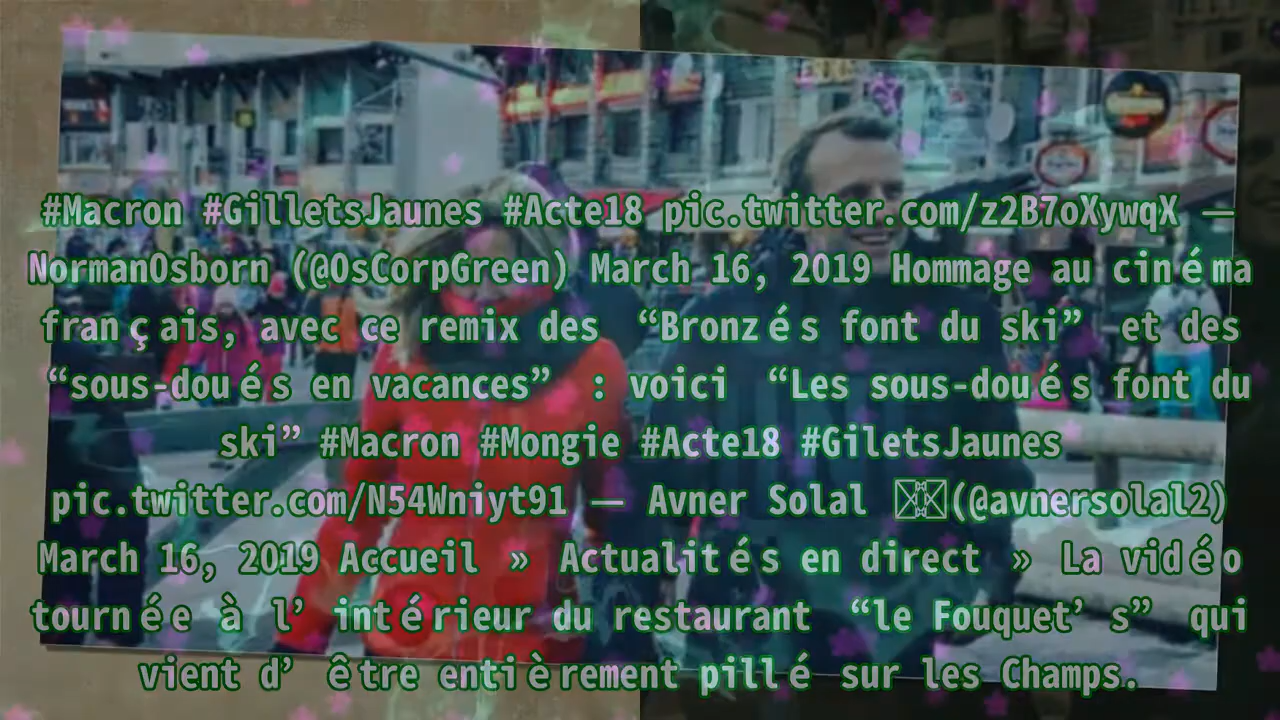 #Macron #GilletsJaunes #Acte18 pic.twitter.com/z2B7oXywqX —
NormanOsborn (@OsCorpGreen) March 16, 2019 Hommage au cinéma
français, avec ce remix des “Bronzés font du ski” et des
“sous-doués en vacances” : voici “Les sous-doués font du
ski” #Macron #Mongie #Acte18 #GiletsJaunes
pic.twitter.com/N54Wniyt91 — Avner Solal (@avnersolal2)
March 16, 2019 Accueil » Actualités en direct » La vidéo
tournée à l’ intérieur du restaurant “le Fouquet’ s” qui
vient d’ être entièrement pillé sur les Champs.